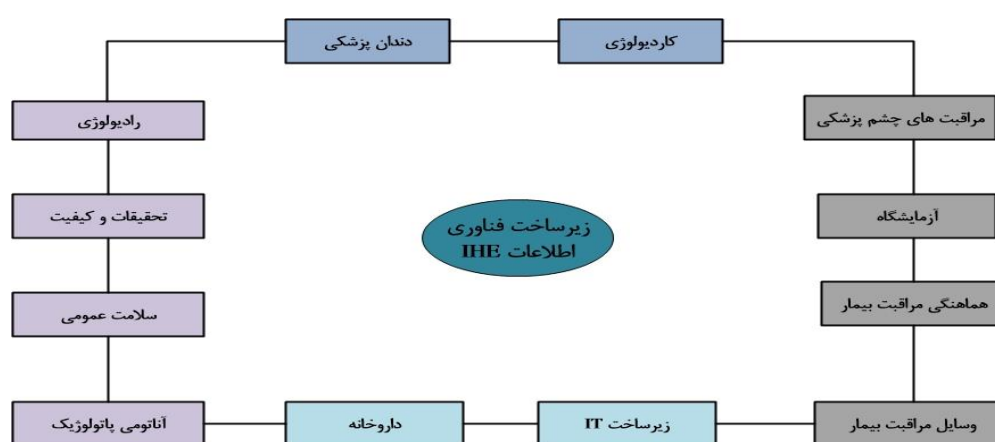 کاردیولوژی
دندان پزشکی
مراقبت های چشم پزشکی
رادیولوژی
آزمایشگاه
تحقیقات و کیفیت
زیرساخت فناوری
اطلاعات IHE
هماهنگی مراقبت بیمار
سلامت عمومی
وسایل مراقبت بیمار
زیرساخت IT
داروخانه
آناتومی پاتولوژیک